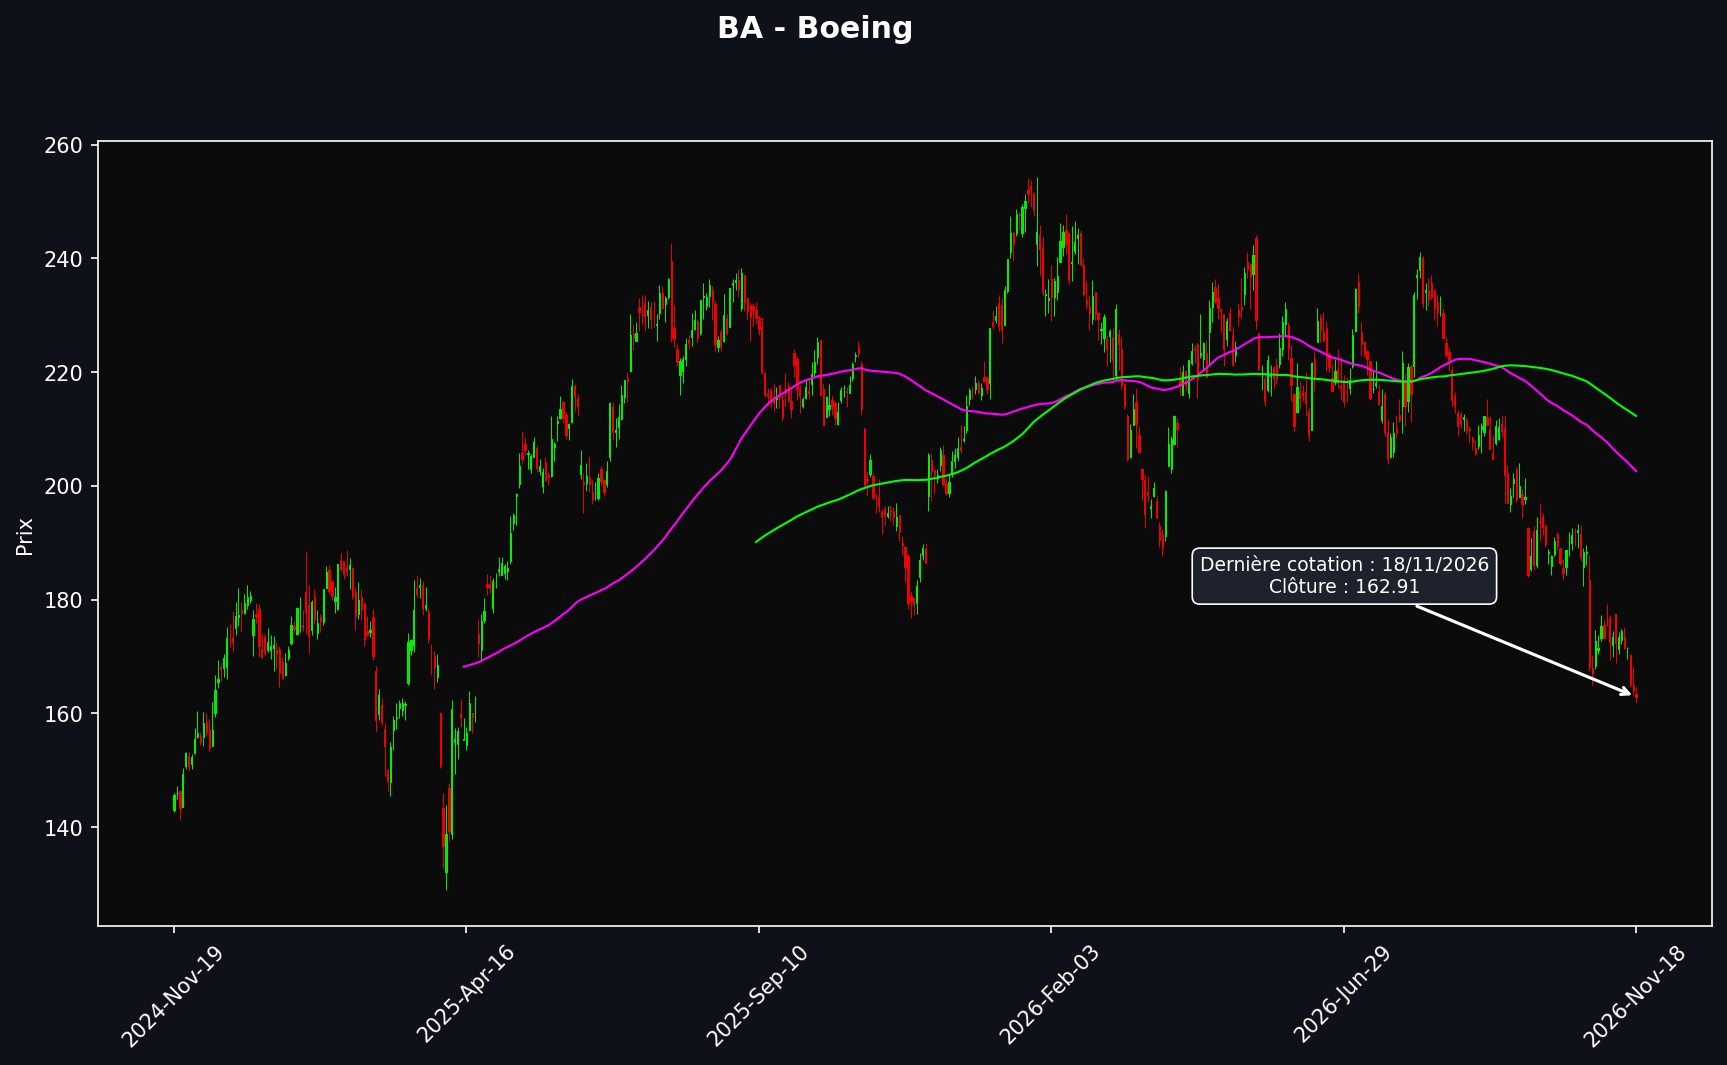 BA - Boeing
260
240
220
200
180
160
140
Prix
Dernière cotation : 18/11/2026
Clôture : 162.91
2024-Nov-19
2025-Apr-16
2025-Sep-10
2026-Feb-03
2026-Jun-29
2026-Nov-18